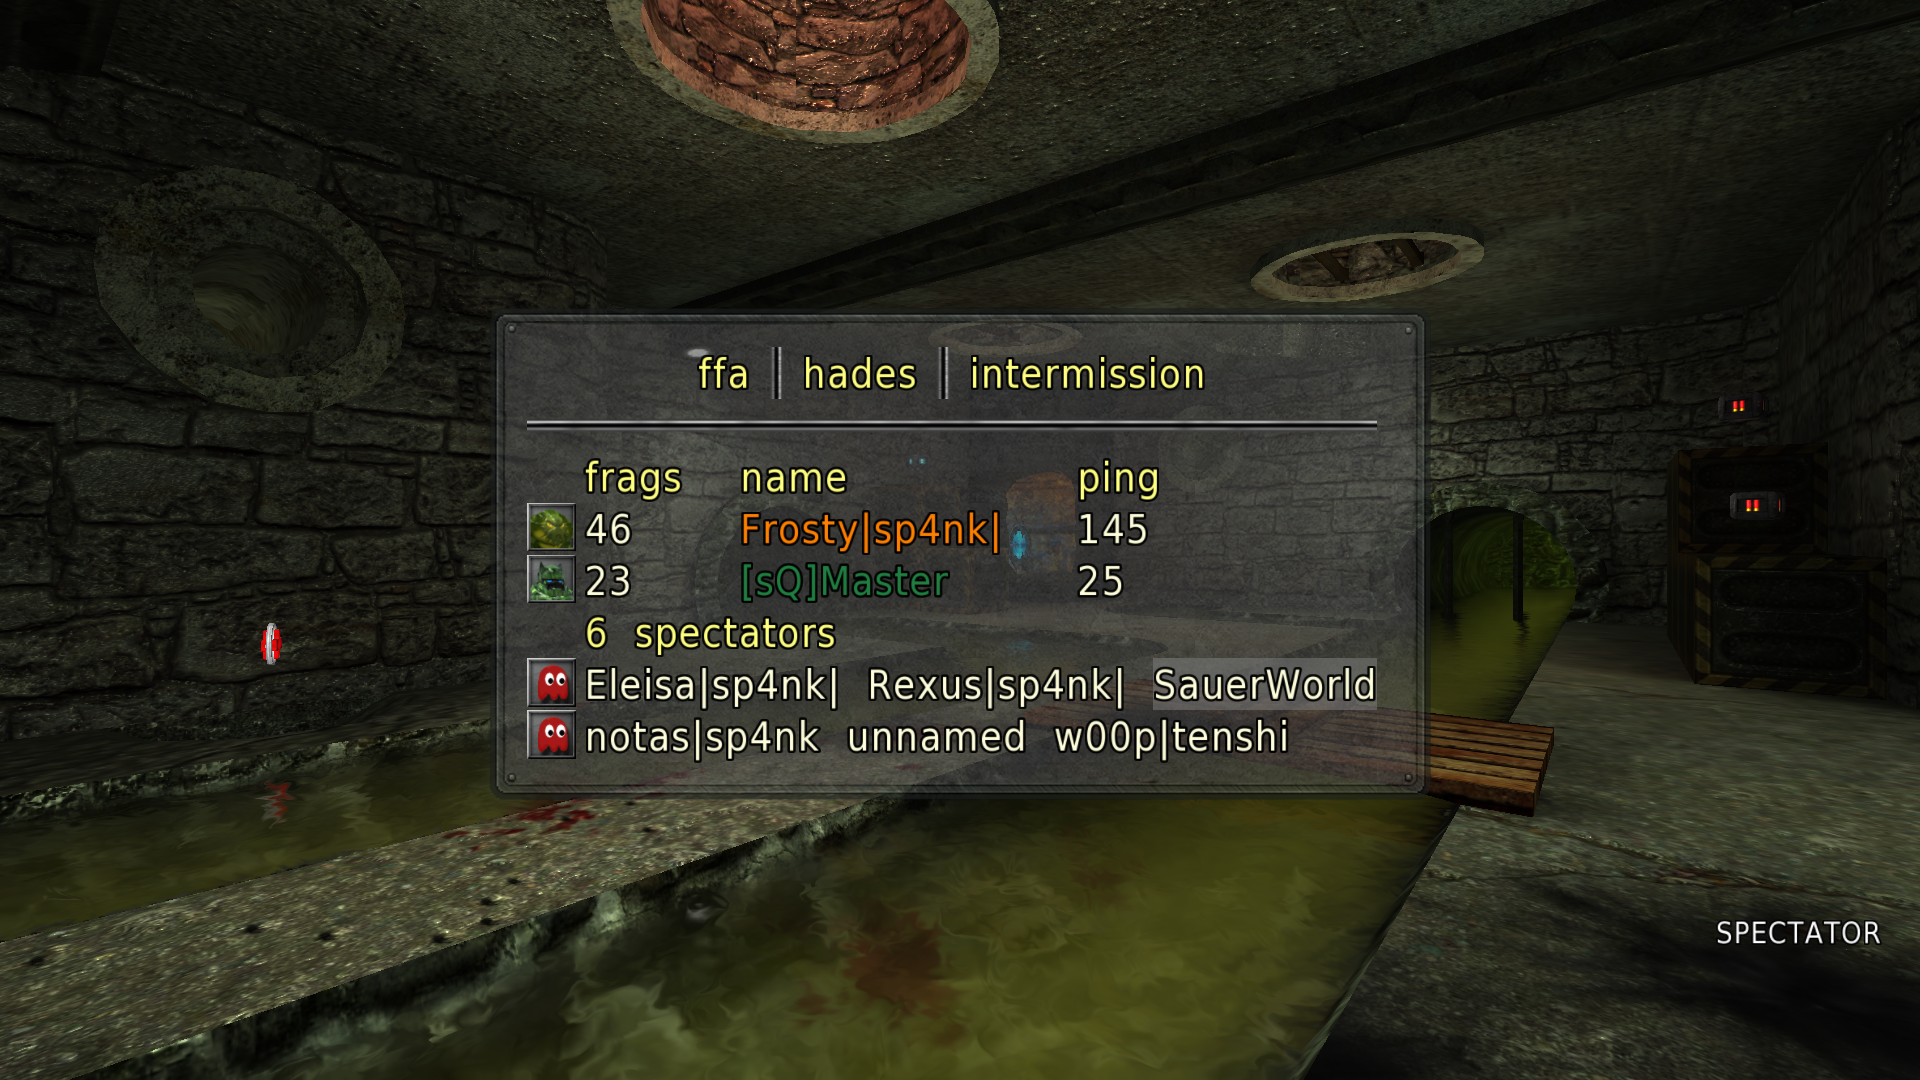 ffa hades intermission
frags name ping
46 Frosty|sp4nk| 145
23 [sQ]Master 25
6 spectators
Eleisa|sp4nk| Rexus|sp4nk| SauerWorld
notas|sp4nk unnamed w00p|tenshi
SPECTATOR